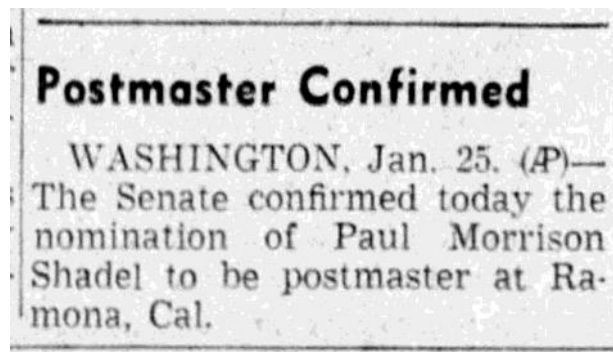 Postmaster Confirmed
WASHINGTON, Jan. 25. (AP)—
The Senate confirmed today the
nomination of Paul Morrison
Shadel to be postmaster at Ra-
mona, Cal.